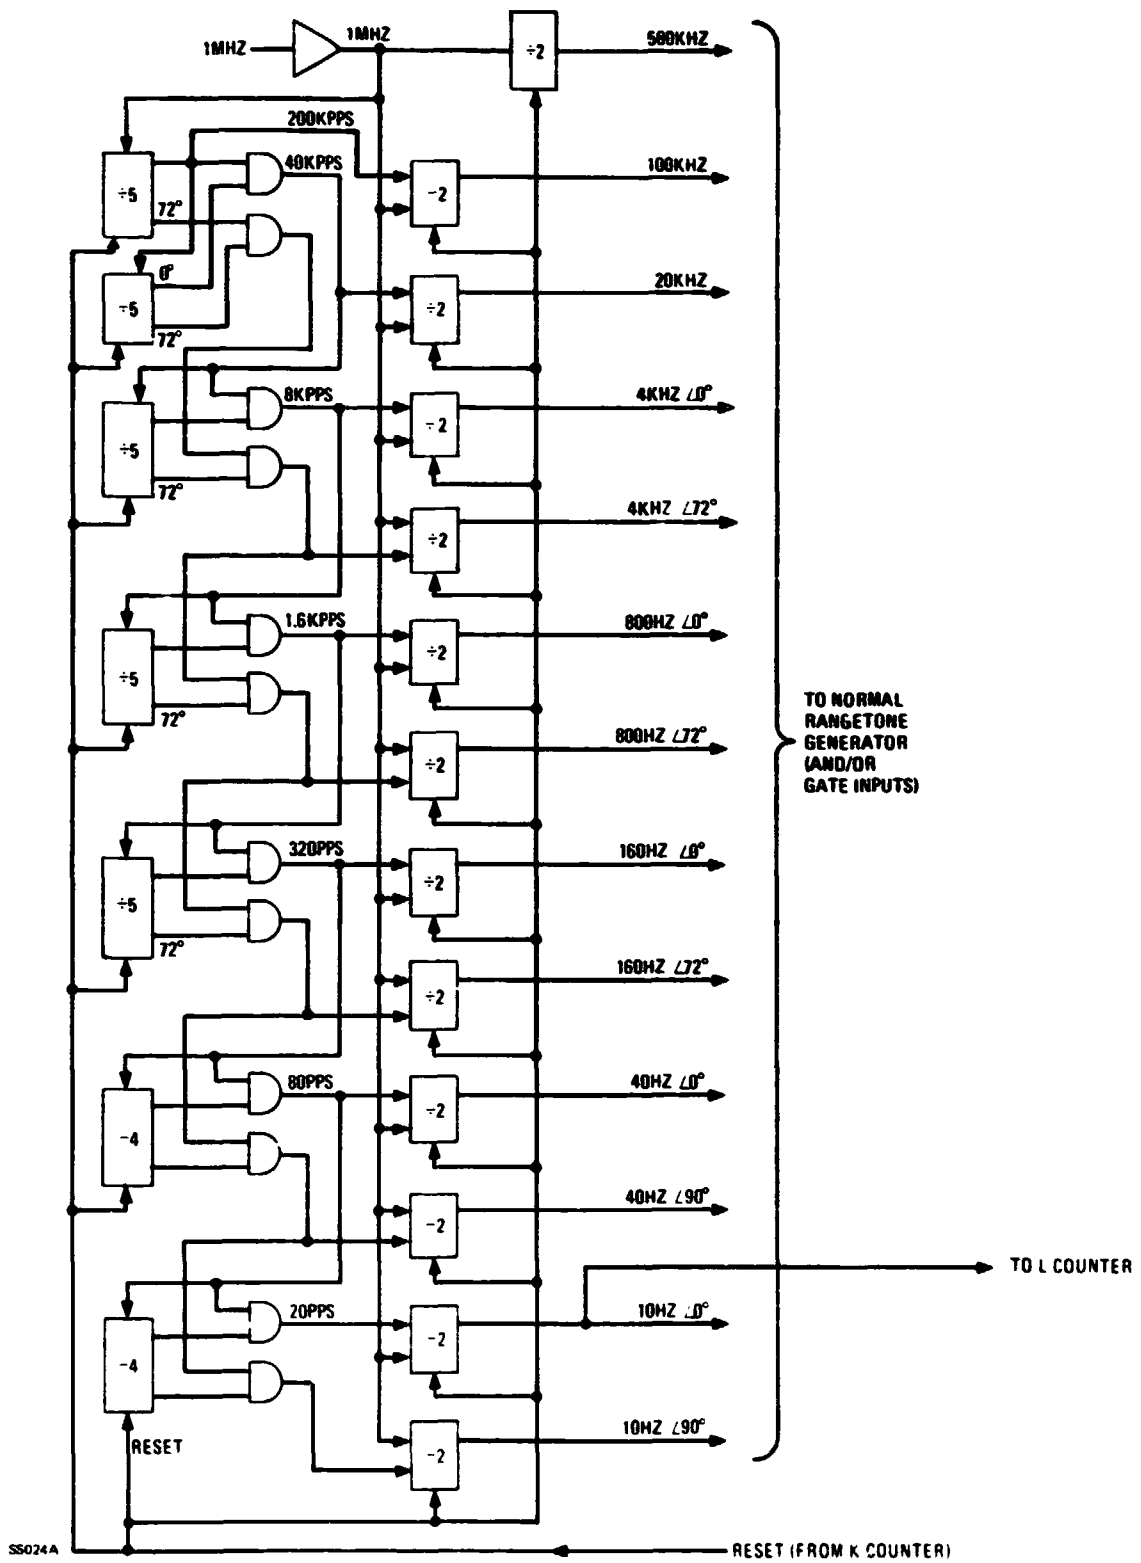 1MHZ
1MHZ
÷2
500KHZ
200KPPS
÷5
72°
40KPPS
-2
100KHZ
0°
÷5
72°
÷2
20KHZ
8KPPS
÷5
72°
÷2
4KHZ ∠0°
÷2
4KHZ ∠72°
1.6KPPS
÷5
72°
÷2
800HZ ∠0°
÷2
800HZ ∠72°
TO NORMAL
RANGETONE
GENERATOR
(AND/OR
GATE INPUTS)
320PPS
÷5
72°
÷2
160HZ ∠0°
÷2
160HZ ∠72°
80PPS
-4
÷2
40HZ ∠0°
-2
40HZ ∠90°
TO L COUNTER
20PPS
-4
-2
10HZ ∠0°
RESET
-2
10HZ ∠90°
SS024A
RESET (FROM K COUNTER)